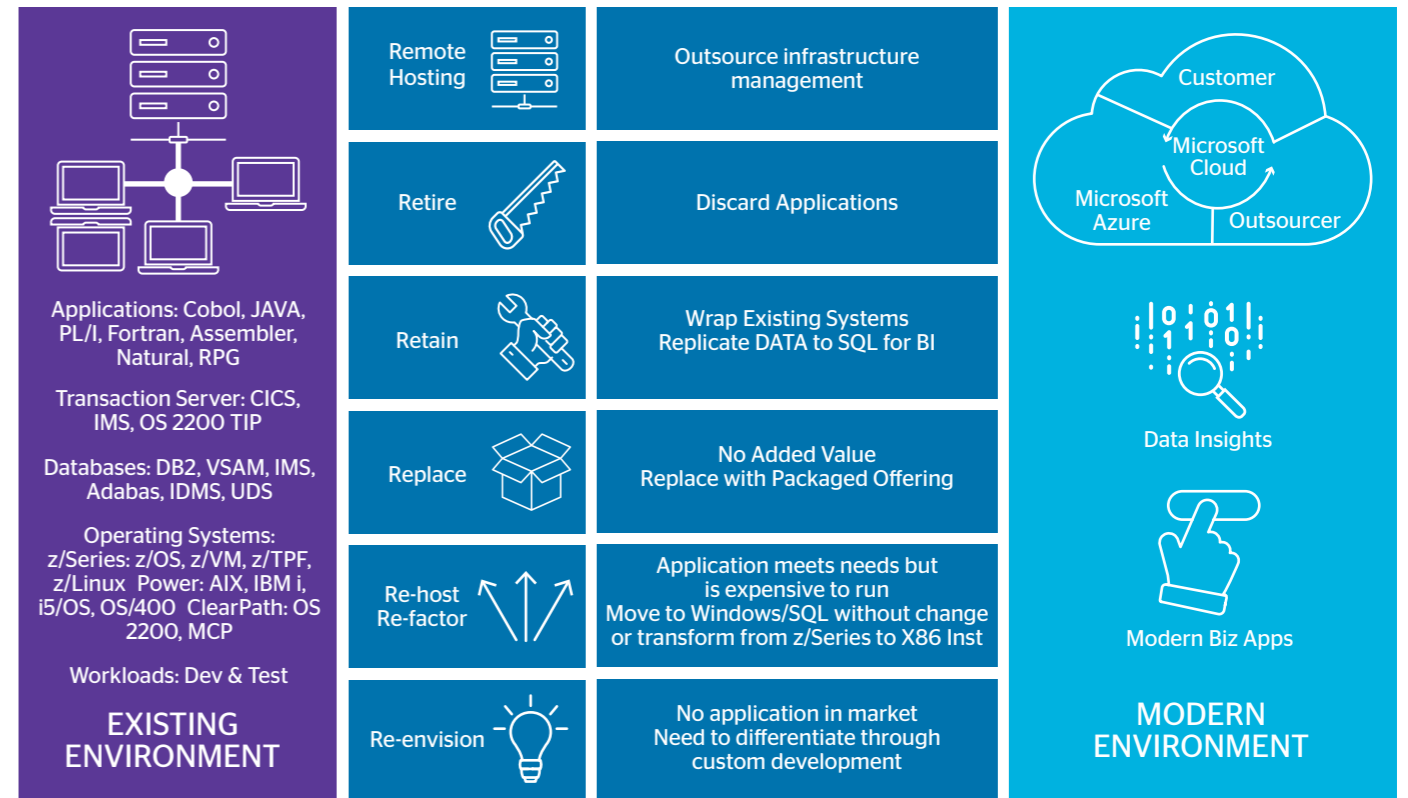 Applications: Cobol, JAVA,
PL/I, Fortran, Assembler,
Natural, RPG
Transaction Server: CICS,
IMS, OS 2200 TIP
Databases: DB2, VSAM, IMS,
Adabas, IDMS, UDS
Operating Systems:
z/Series: z/OS, z/VM, z/TPF,
z/Linux Power: AIX, IBM i,
i5/OS, OS/400 ClearPath: OS
2200, MCP
Workloads: Dev & Test
EXISTING
ENVIRONMENT
Remote
Hosting
Outsource infrastructure
management
Retire
Discard Applications
Retain
Wrap Existing Systems
Replicate DATA to SQL for BI
Replace
No Added Value
Replace with Packaged Offering
Re-host
Re-factor
Application meets needs but
is expensive to run
Move to Windows/SQL without change
or transform from z/Series to X86 Inst
Re-envision
No application in market
Need to differentiate through
custom development
Customer
Microsoft
Cloud
Microsoft
Azure
Outsourcer
0 0 1
1 1 0
Data Insights
Modern Biz Apps
MODERN
ENVIRONMENT